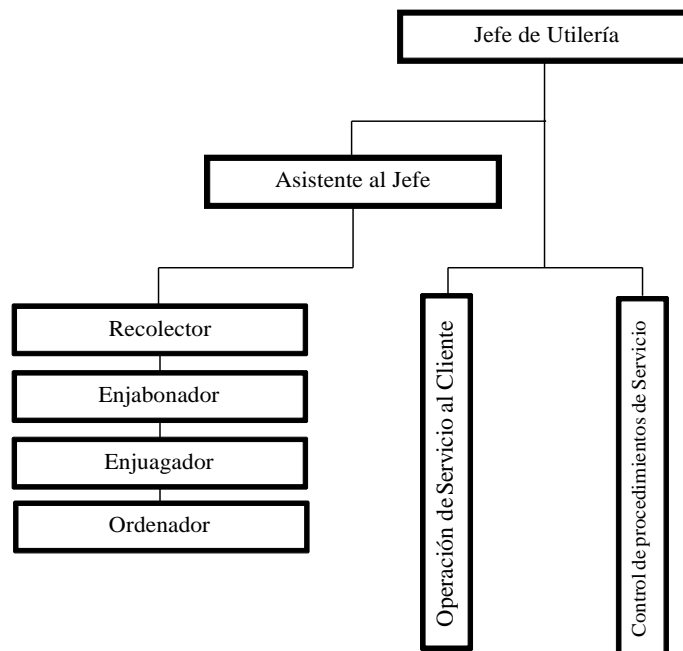 Jefe de Utilería
Asistente al Jefe
Recolector
Enjabonador
Enjuagador
Ordenador
Operación de Servicio al Cliente
Control de procedimientos de Servicio